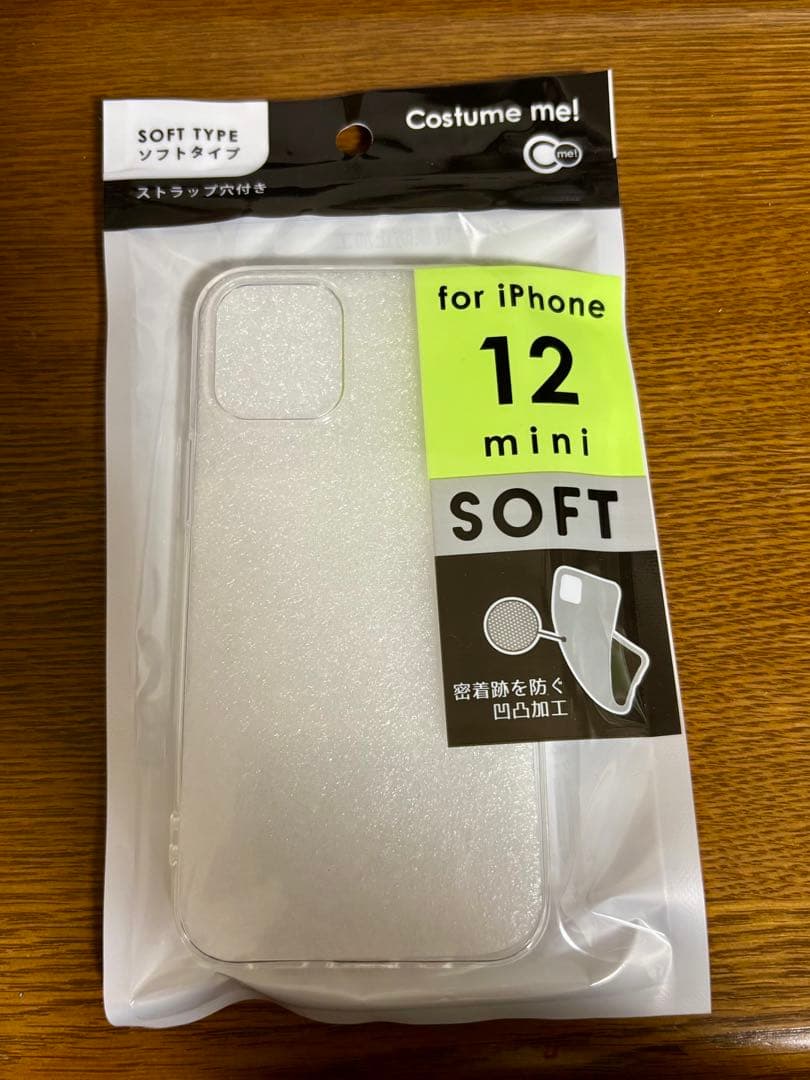 SOFT TYPE
ソフトタイプ
ストラップ穴付き
Costume me!
C me!
for iPhone
12
mini
SOFT
密着跡を防ぐ
凹凸加工